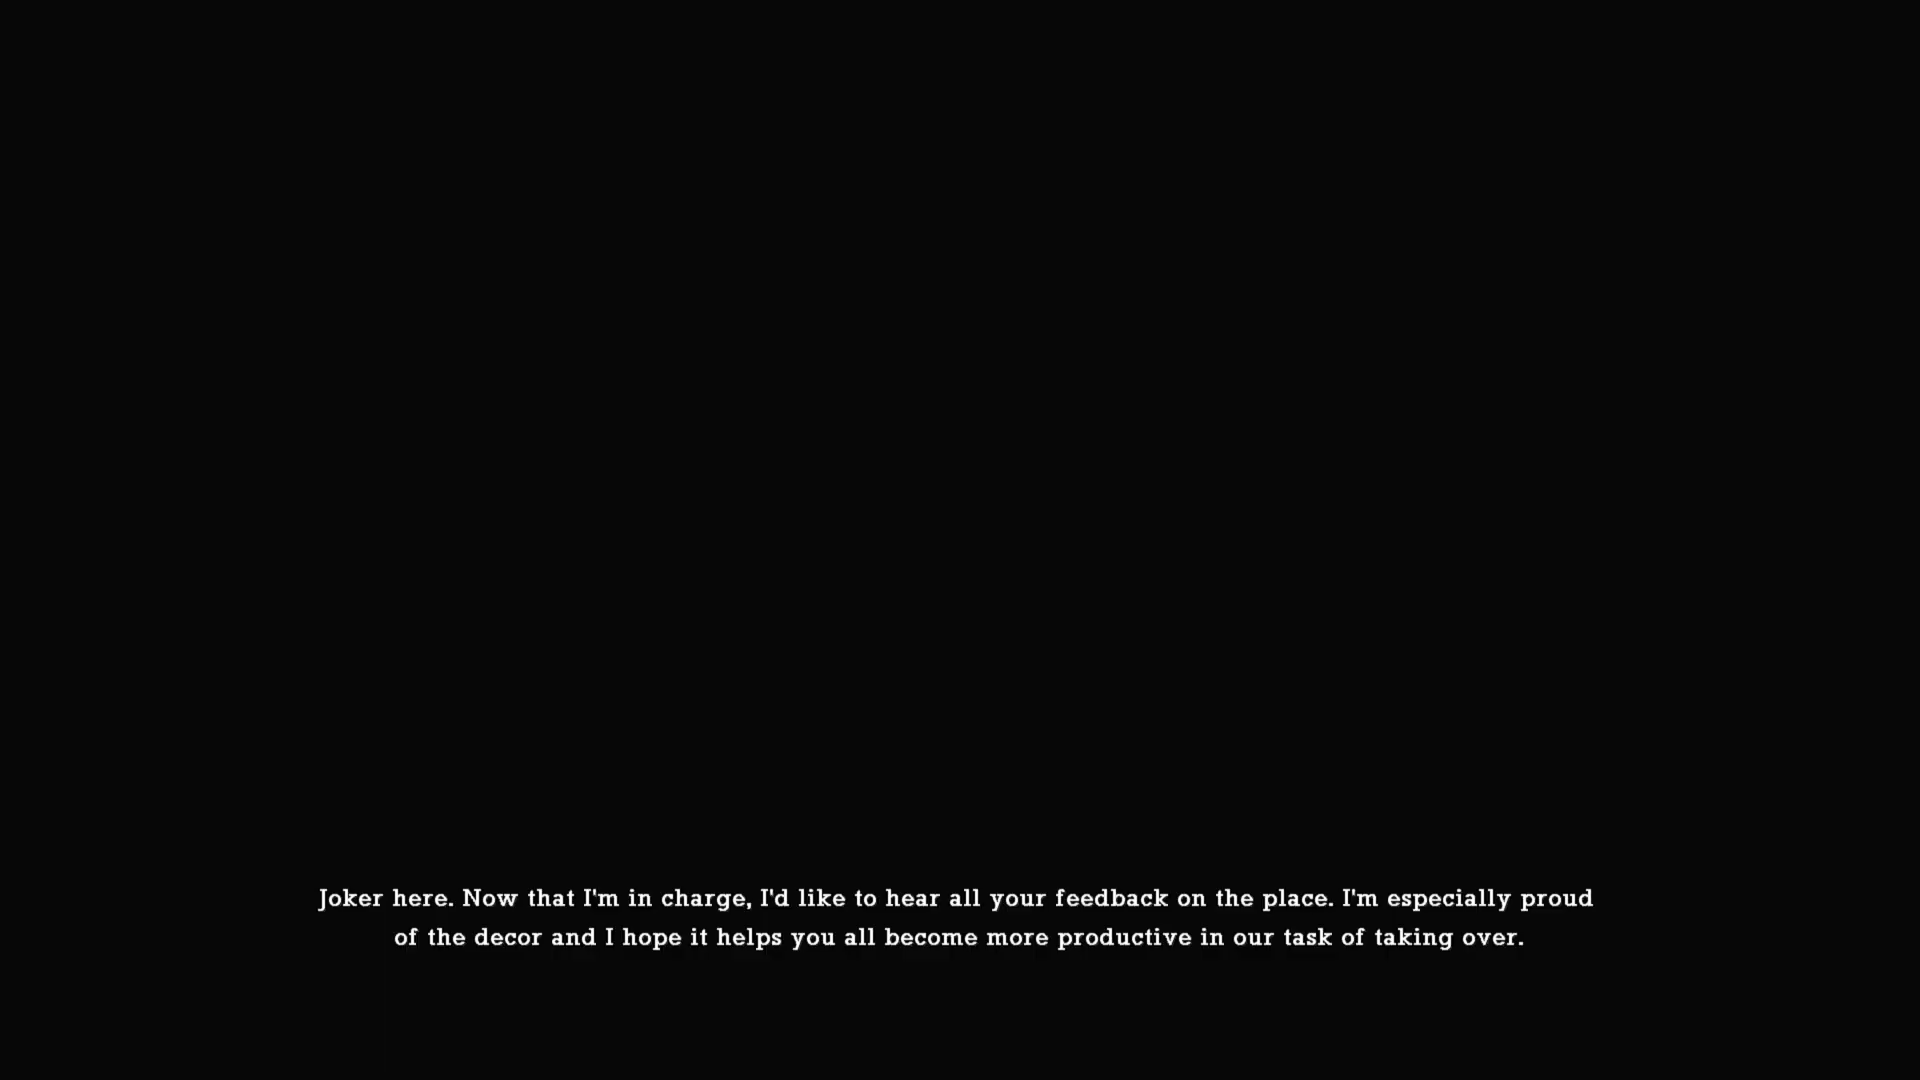 Joker here. Now that I'm in charge, I'd like to hear all your feedback on the place. I'm especially proud
of the decor and I hope it helps you all become more productive in our task of taking over.